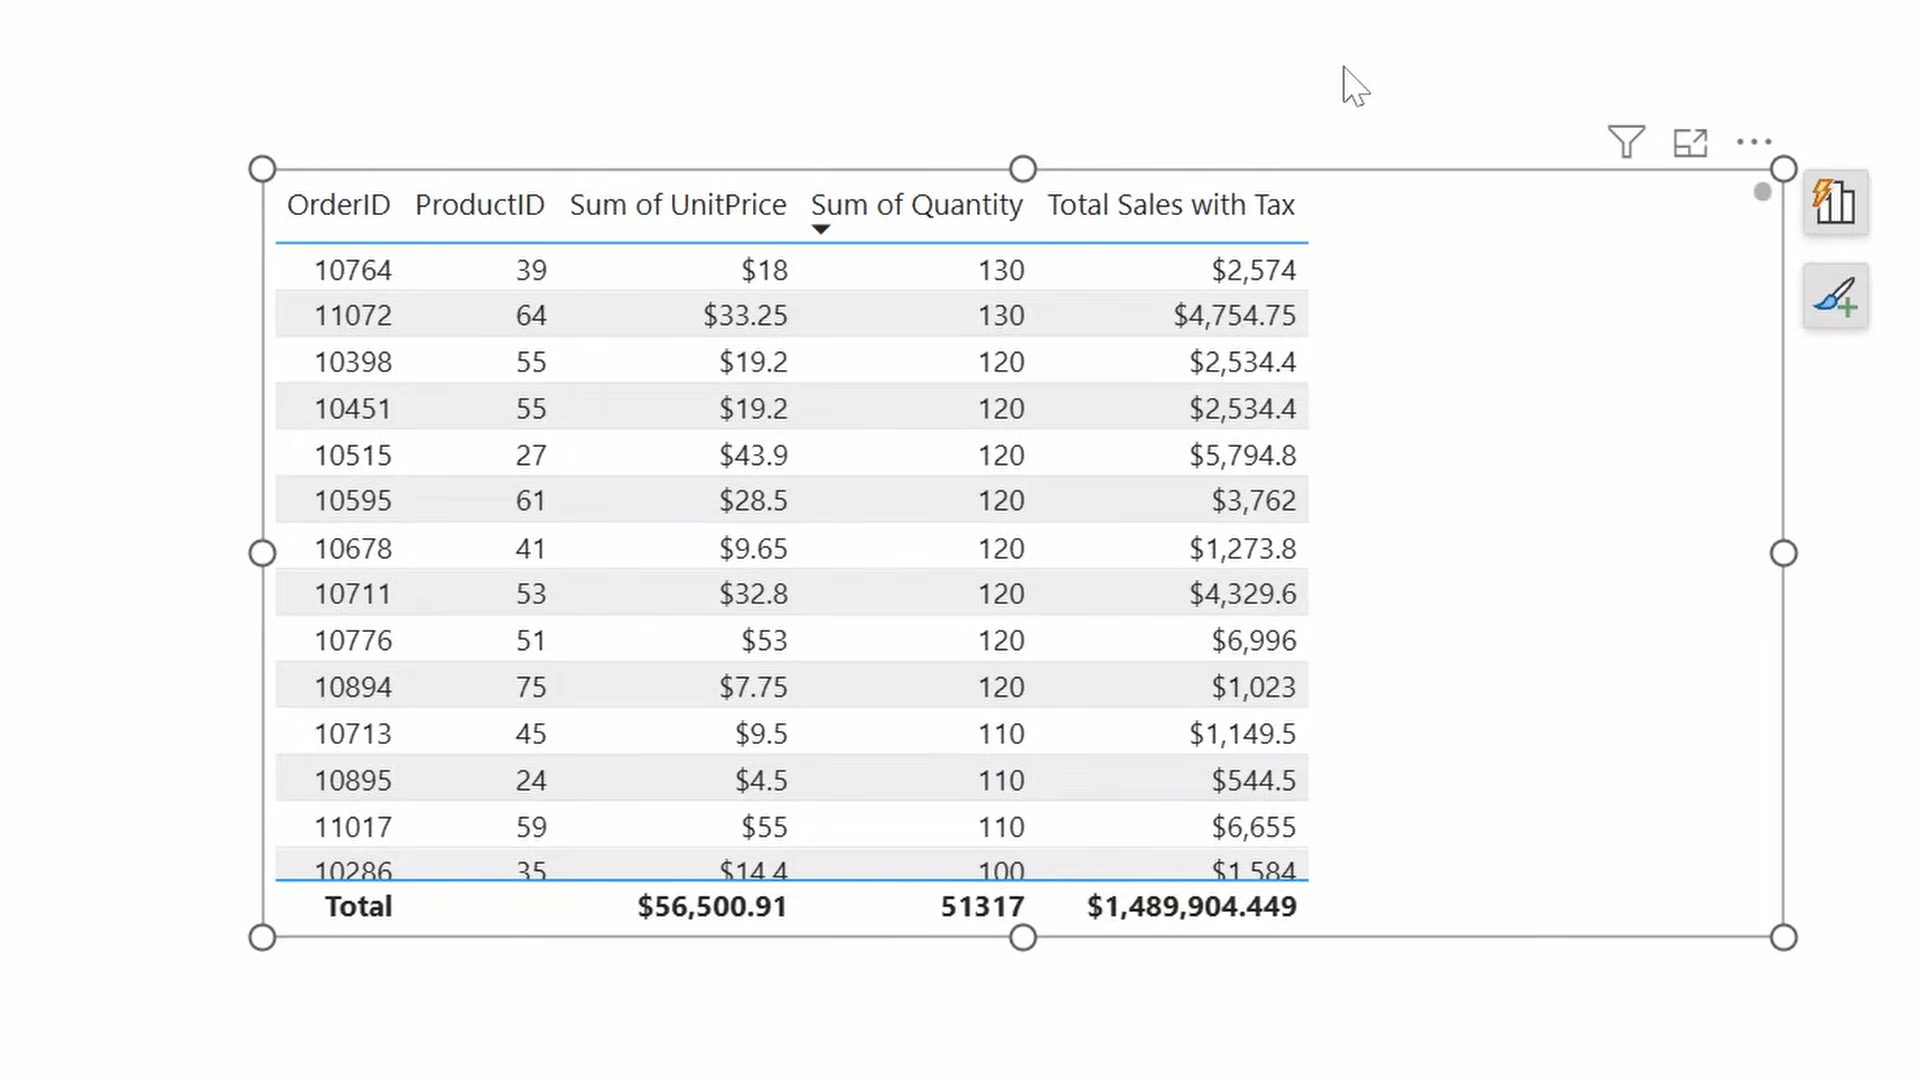 OrderID ProductID Sum of UnitPrice Sum of Quantity Total Sales with Tax
10764 39 $18 130 $2,574
11072 64 $33.25 130 $4,754.75
10398 55 $19.2 120 $2,534.4
10451 55 $19.2 120 $2,534.4
10515 27 $43.9 120 $5,794.8
10595 61 $28.5 120 $3,762
10678 41 $9.65 120 $1,273.8
10711 53 $32.8 120 $4,329.6
10776 51 $53 120 $6,996
10894 75 $7.75 120 $1,023
10713 45 $9.5 110 $1,149.5
10895 24 $4.5 110 $544.5
11017 59 $55 110 $6,655
10286 35 $14.4 100 $1,584
Total $56,500.91 51317 $1,489,904.449